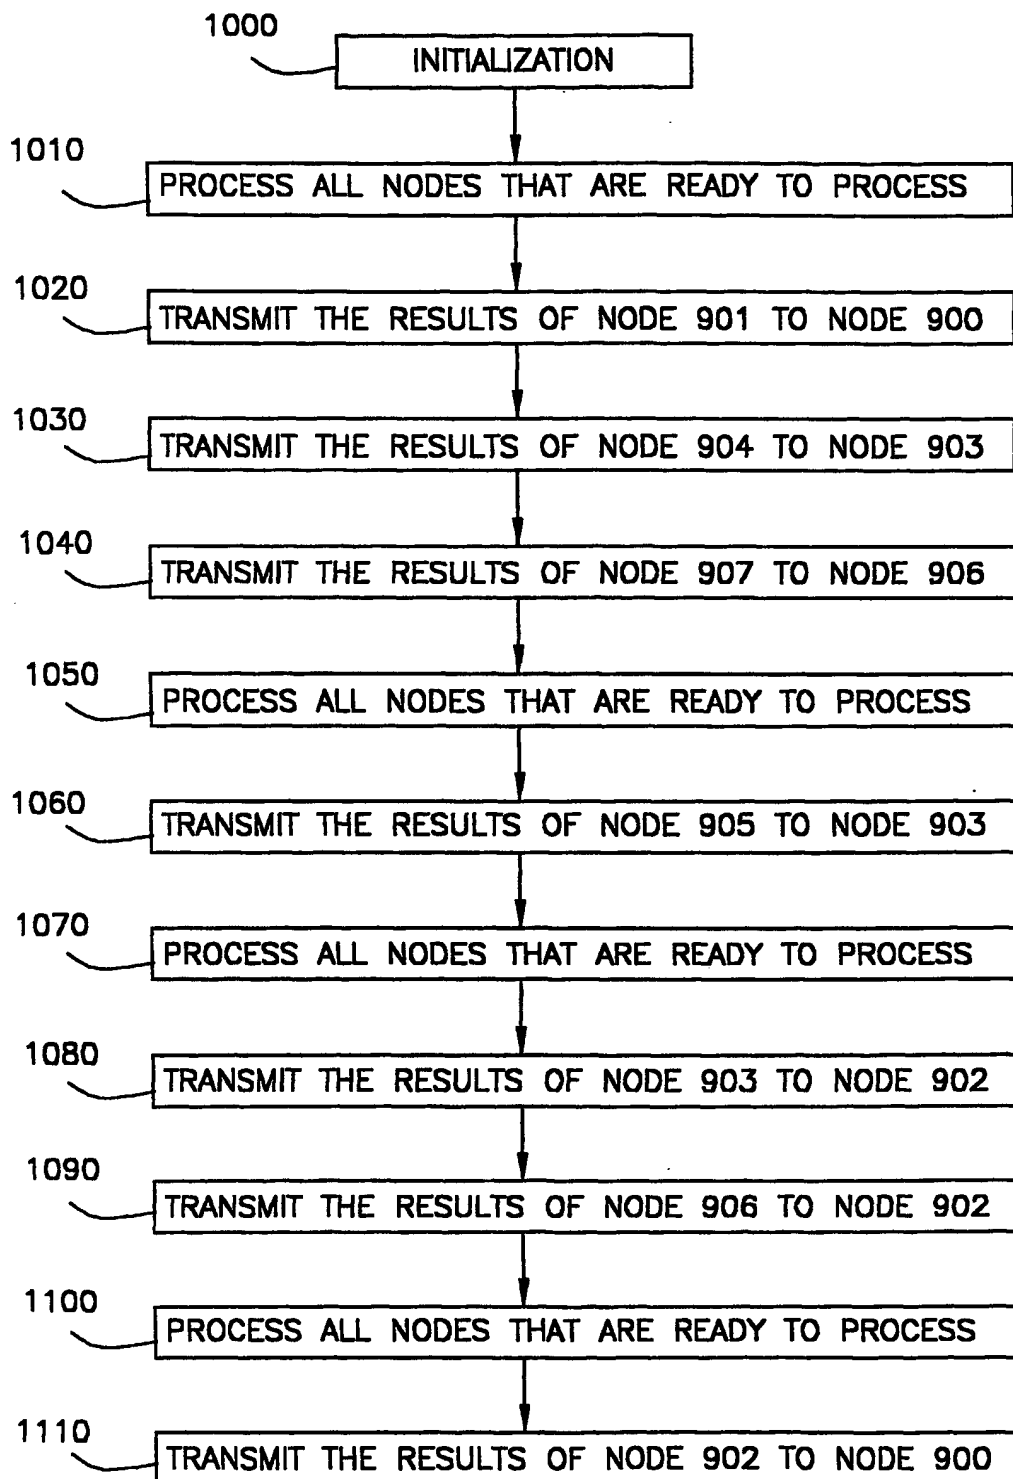 1000
INITIALIZATION
1010
PROCESS ALL NODES THAT ARE READY TO PROCESS
1020
TRANSMIT THE RESULTS OF NODE 901 TO NODE 900
1030
TRANSMIT THE RESULTS OF NODE 904 TO NODE 903
1040
TRANSMIT THE RESULTS OF NODE 907 TO NODE 906
1050
PROCESS ALL NODES THAT ARE READY TO PROCESS
1060
TRANSMIT THE RESULTS OF NODE 905 TO NODE 903
1070
PROCESS ALL NODES THAT ARE READY TO PROCESS
1080
TRANSMIT THE RESULTS OF NODE 903 TO NODE 902
1090
TRANSMIT THE RESULTS OF NODE 906 TO NODE 902
1100
PROCESS ALL NODES THAT ARE READY TO PROCESS
1110
TRANSMIT THE RESULTS OF NODE 902 TO NODE 900